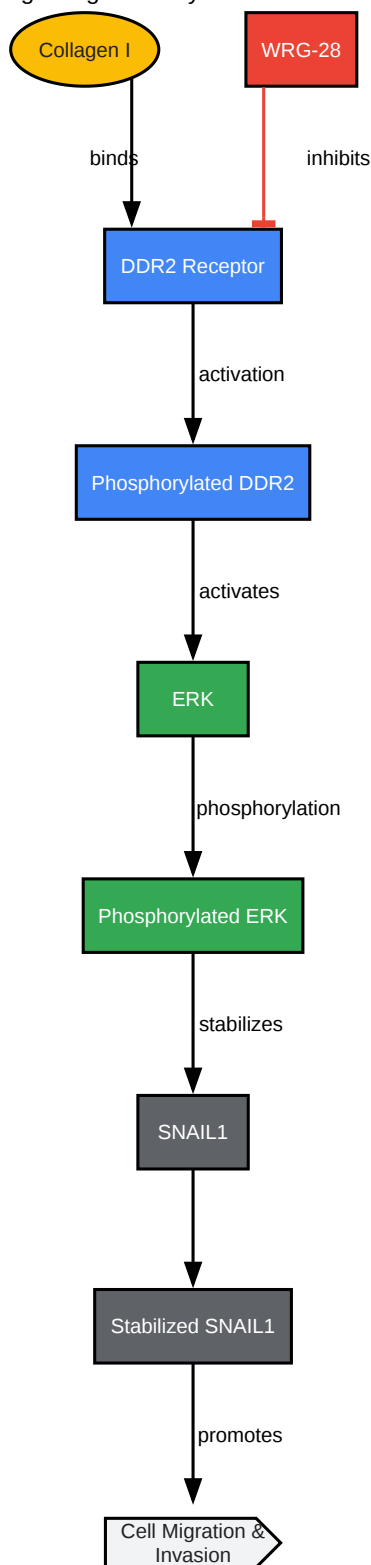 Collagen I
WRG-28
binds
inhibits
DDR2 Receptor
activation
Phosphorylated DDR2
activates
ERK
phosphorylation
Phosphorylated ERK
stabilizes
SNAIL1
Stabilized SNAIL1
promotes
Cell Migration &
Invasion